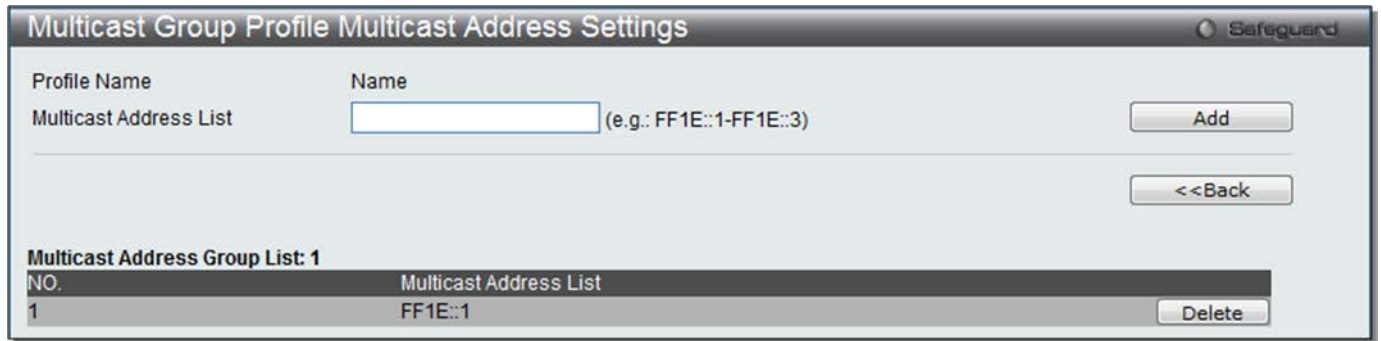 Multicast Group Profile Multicast Address Settings Safeguard
Profile Name Name
Multicast Address List (e.g.: FF1E::1-FF1E::3) Add
<<Back
Multicast Address Group List: 1
NO. Multicast Address List
1 FF1E::1 Delete